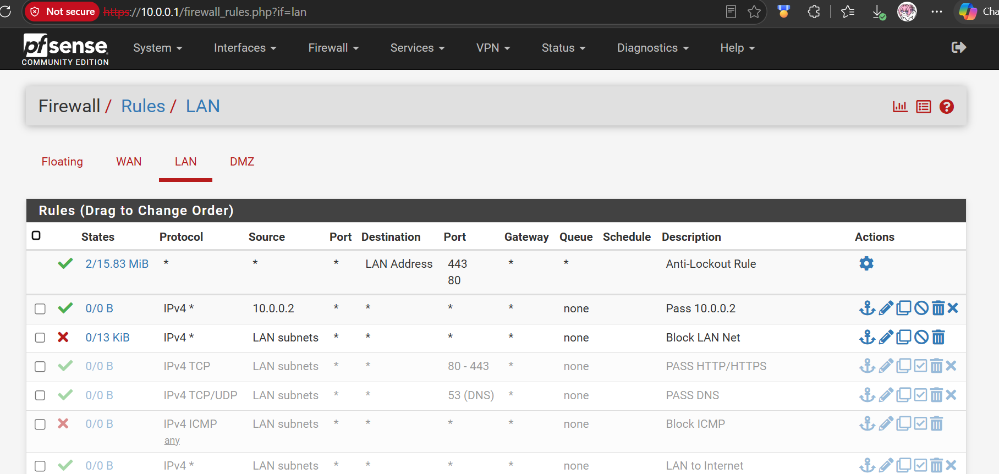 Not secure https://10.0.0.1/firewall_rules.php?if=lan
pfsense
COMMUNITY EDITION
System Interfaces Firewall Services VPN Status Diagnostics Help
Firewall / Rules / LAN
Floating WAN LAN DMZ
Rules (Drag to Change Order)
States Protocol Source Port Destination Port Gateway Queue Schedule Description Actions
2/15.83 MiB * * * LAN Address 443 * * Anti-Lockout Rule
80
0/0 B IPv4 * 10.0.0.2 * * * * none Pass 10.0.0.2
0/13 KiB IPv4 * LAN subnets * * * * none Block LAN Net
0/0 B IPv4 TCP LAN subnets * * 80 - 443 * none PASS HTTP/HTTPS
0/0 B IPv4 TCP/UDP LAN subnets * * 53 (DNS) * none PASS DNS
0/0 B IPv4 ICMP LAN subnets * * * * none Block ICMP
any
0/0 B IPv4 * LAN subnets * * * * none LAN to Internet